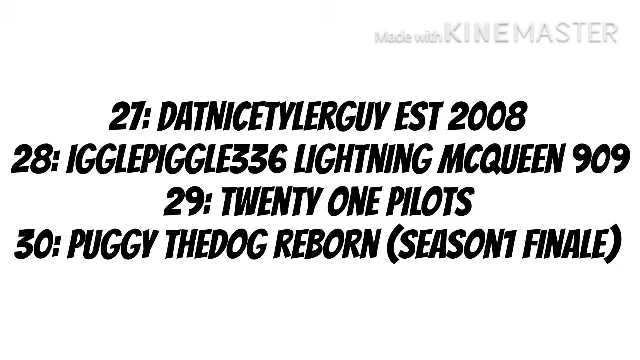 Made with KINEMASTER
27: DATNICETYLERGUY EST 2008
28: IGGLEPIGGLE336 LIGHTNING MCQUEEN 909
29: TWENTY ONE PILOTS
30: PUGGY THEDOG REBORN (SEASON1 FINALE)